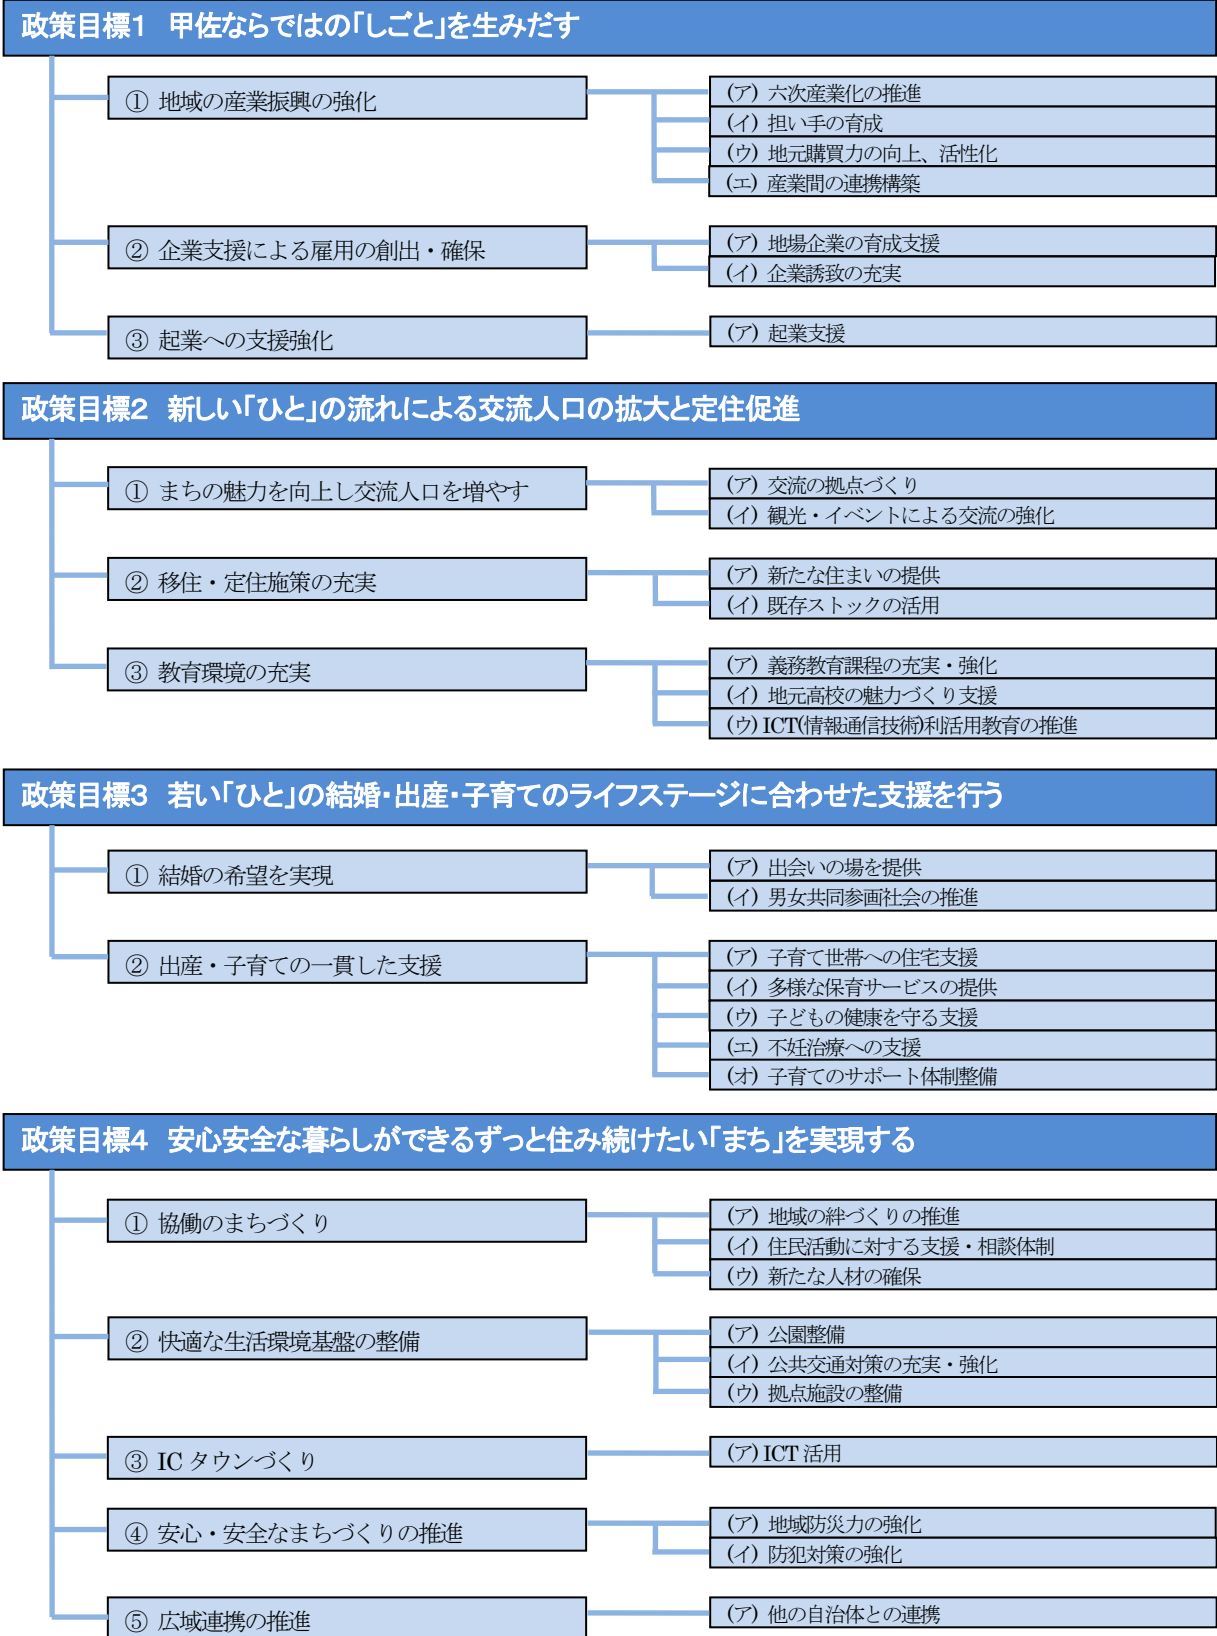 政策目標1 甲佐ならではの「しごと」を生みだす
① 地域の産業振興の強化
(ア) 六次産業化の推進
(イ) 担い手の育成
(ウ) 地元購買力の向上、活性化
(エ) 産業間の連携構築
② 企業支援による雇用の創出・確保
(ア) 地場企業の育成支援
(イ) 企業誘致の充実
③ 起業への支援強化
(ア) 起業支援
政策目標2 新しい「ひと」の流れによる交流人口の拡大と定住促進
① まちの魅力を向上し交流人口を増やす
(ア) 交流の拠点づくり
(イ) 観光・イベントによる交流の強化
② 移住・定住施策の充実
(ア) 新たな住まいの提供
(イ) 既存ストックの活用
③ 教育環境の充実
(ア) 義務教育課程の充実・強化
(イ) 地元高校の魅力づくり支援
(ウ) ICT(情報通信技術)利活用教育の推進
政策目標3 若い「ひと」の結婚・出産・子育てのライフステージに合わせた支援を行う
① 結婚の希望を実現
(ア) 出会いの場を提供
(イ) 男女共同参画社会の推進
② 出産・子育ての一貫した支援
(ア) 子育て世帯への住宅支援
(イ) 多様な保育サービスの提供
(ウ) 子どもの健康を守る支援
(エ) 不妊治療への支援
(オ) 子育てのサポート体制整備
政策目標4 安心安全な暮らしができるずっと住み続けたい「まち」を実現する
① 協働のまちづくり
(ア) 地域の絆づくりの推進
(イ) 住民活動に対する支援・相談体制
(ウ) 新たな人材の確保
② 快適な生活環境基盤の整備
(ア) 公園整備
(イ) 公共交通対策の充実・強化
(ウ) 拠点施設の整備
③ IC タウンづくり
(ア) ICT 活用
④ 安心・安全なまちづくりの推進
(ア) 地域防災力の強化
(イ) 防犯対策の強化
⑤ 広域連携の推進
(ア) 他の自治体との連携